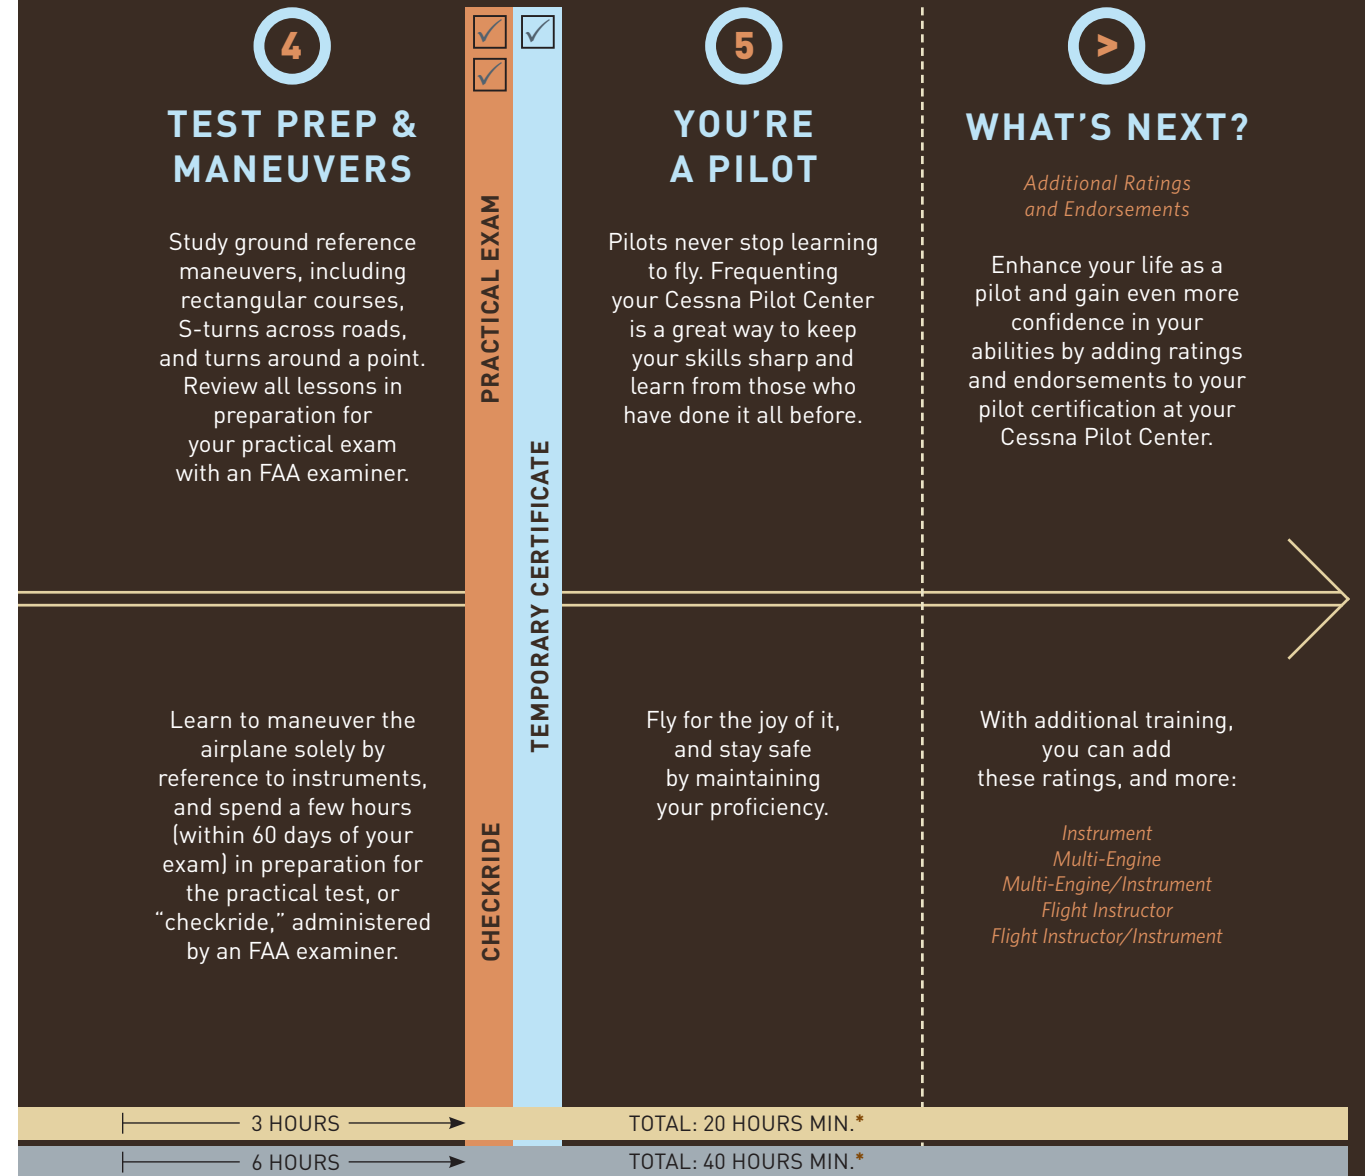 4
TEST PREP &
MANEUVERS
Study ground reference
maneuvers, including
rectangular courses,
S-turns across roads,
and turns around a point.
Review all lessons in
preparation for
your practical exam
with an FAA examiner.
Learn to maneuver the
airplane solely by
reference to instruments,
and spend a few hours
(within 60 days of your
exam) in preparation for
the practical test, or
“checkride,” administered
by an FAA examiner.
PRACTICAL EXAM
CHECKRIDE
TEMPORARY CERTIFICATE
5
YOU’RE
A PILOT
Pilots never stop learning
to fly. Frequenting
your Cessna Pilot Center
is a great way to keep
your skills sharp and
learn from those who
have done it all before.
Fly for the joy of it,
and stay safe
by maintaining
your proficiency.
>
WHAT’S NEXT?
Additional Ratings
and Endorsements
Enhance your life as a
pilot and gain even more
confidence in your
abilities by adding ratings
and endorsements to your
pilot certification at your
Cessna Pilot Center.
With additional training,
you can add
these ratings, and more:
Instrument
Multi-Engine
Multi-Engine/Instrument
Flight Instructor
Flight Instructor/Instrument
3 HOURS
TOTAL: 20 HOURS MIN.*
6 HOURS
TOTAL: 40 HOURS MIN.*